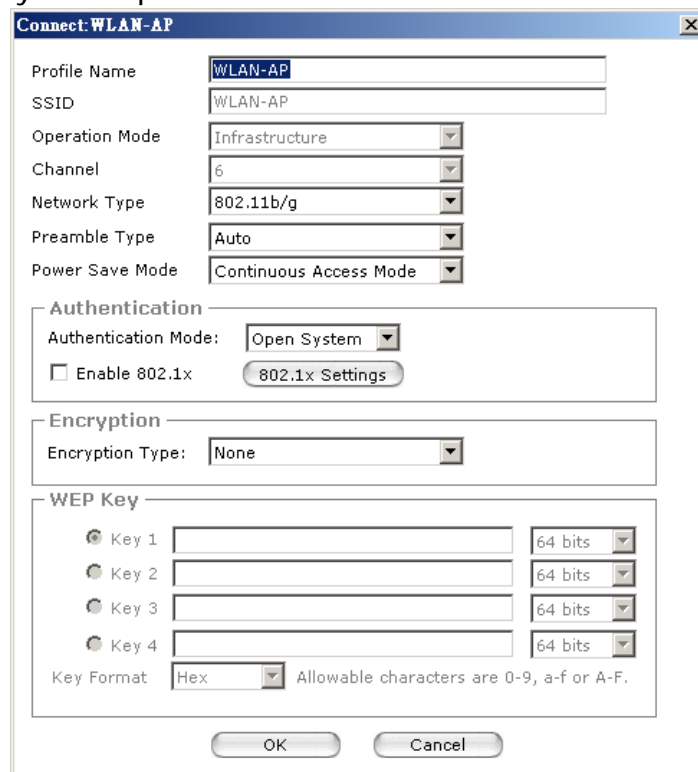 Connect:WLAN-AP
Profile Name WLAN-AP
SSID WLAN-AP
Operation Mode Infrastructure
Channel 6
Network Type 802.11b/g
Preamble Type Auto
Power Save Mode Continuous Access Mode
Authentication
Authentication Mode: Open System
Enable 802.1x 802.1x Settings
Encryption
Encryption Type: None
WEP Key
Key 1 64 bits
Key 2 64 bits
Key 3 64 bits
Key 4 64 bits
Key Format Hex Allowable characters are 0-9, a-f or A-F.
OK Cancel